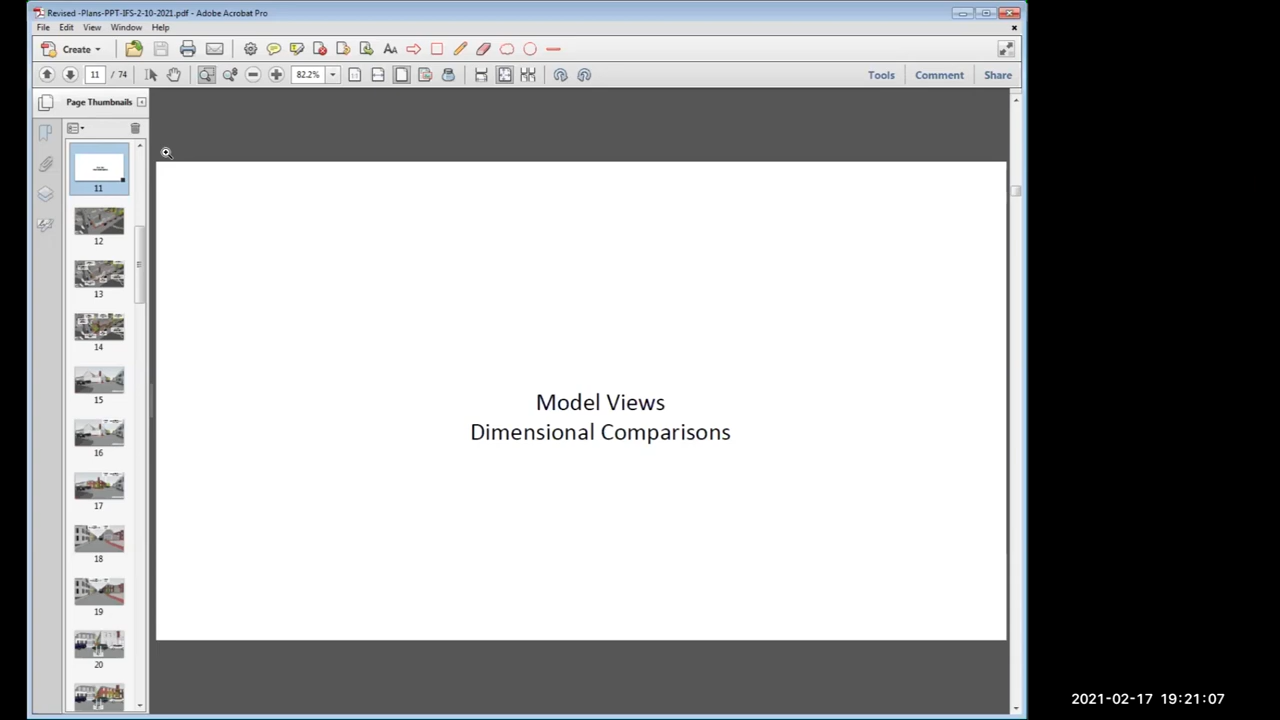 Revised -Plans-PPT-IFS-2-10-2021.pdf - Adobe Acrobat Pro
File Edit View Window Help
Create
11 / 74 82.2% Tools Comment Share
Page Thumbnails
11
12
13
14
15
16
17
18
19
20
Model Views
Dimensional Comparisons
2021-02-17 19:21:07